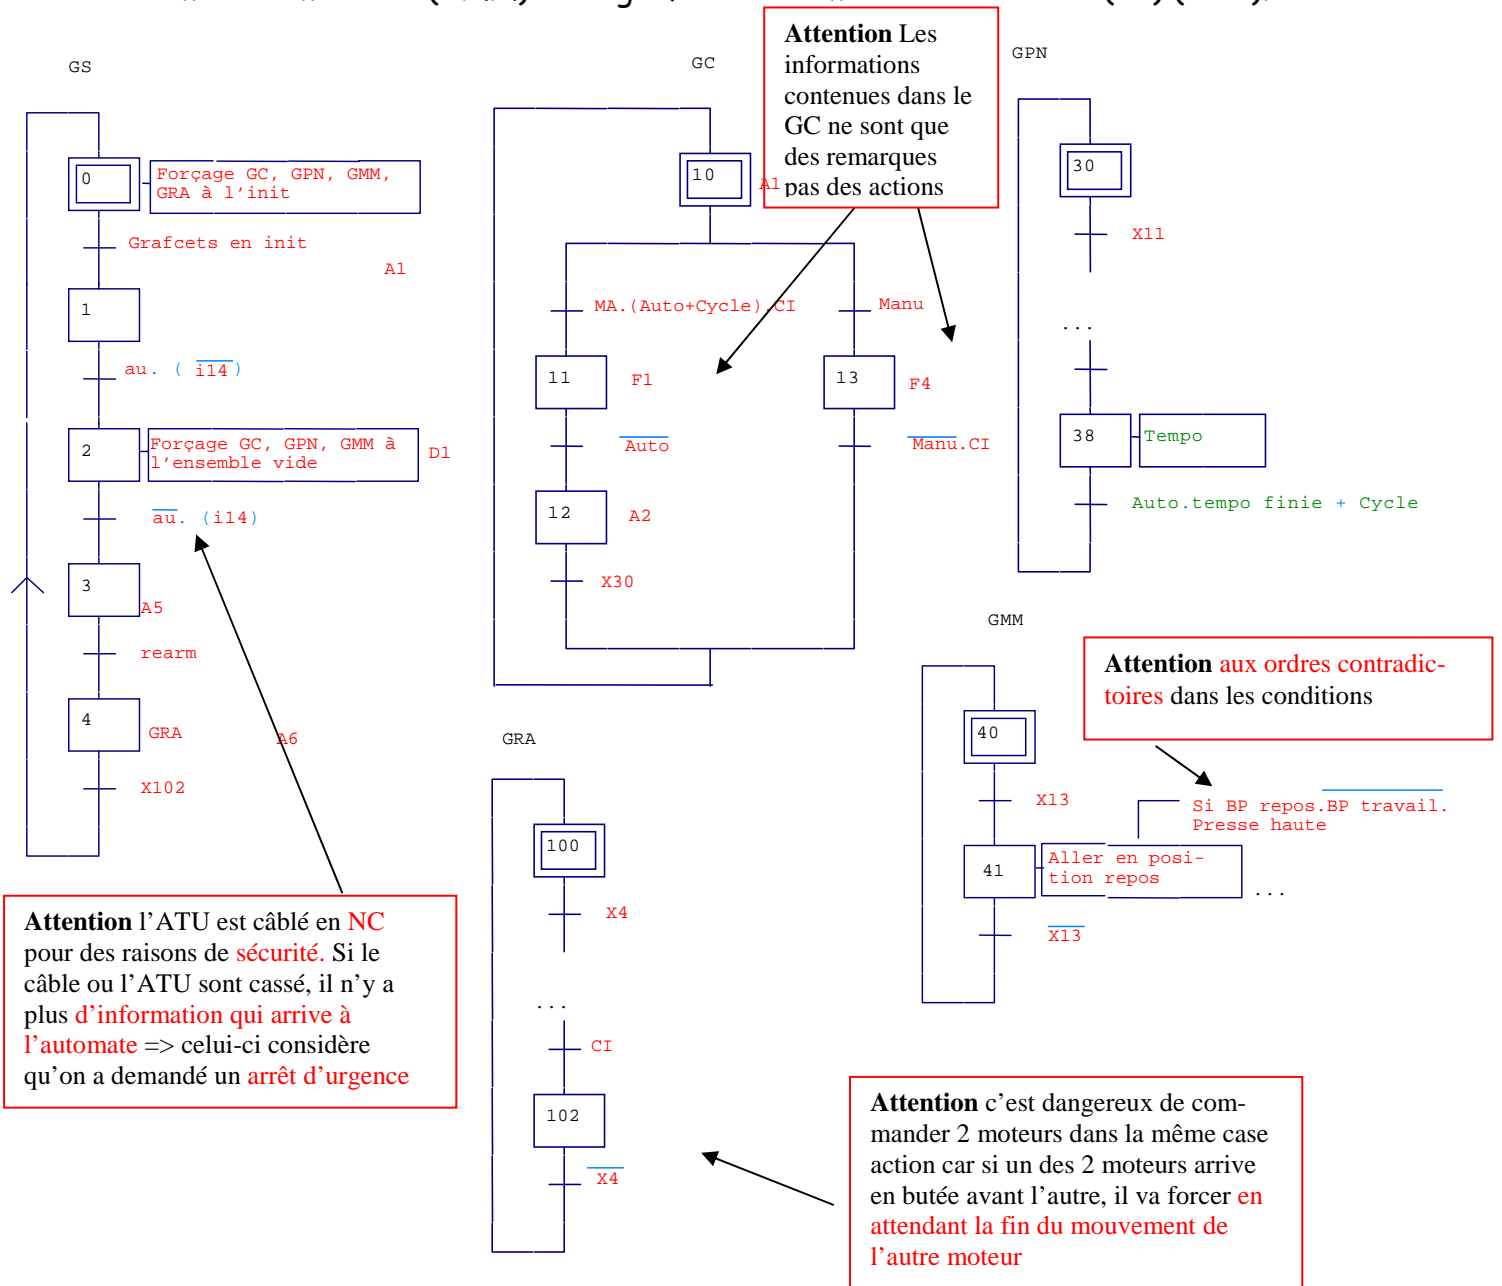 GS
0
Forçage GC, GPN, GMM,
GRA à l'init
Grafcets en init
A1
1
au. ( i14 )
2
Forçage GC, GPN, GMM à
l'ensemble vide
D1
au. (i14)
3
A5
rearm
4
GRA
A6
X102
Attention l'ATU est câblé en NC
pour des raisons de sécurité. Si le
câble ou l'ATU sont cassé, il n'y a
plus d'information qui arrive à
l'automate => celui-ci considère
qu'on a demandé un arrêt d'urgence
GC
10
A1
Attention Les
informations
contenues dans le
GC ne sont que
des remarques
pas des actions
MA.(Auto+Cycle).CI
Manu
11
F1
13
F4
Auto
Manu.CI
12
A2
X30
GPN
30
X11
...
38
Tempo
Auto.tempo finie + Cycle
GRA
100
X4
...
CI
102
X4
GMM
Attention aux ordres contradic-
toires dans les conditions
40
X13
Si BP repos.BP travail.
Presse haute
41
Aller en posi-
tion repos
...
X13
Attention c'est dangereux de com-
mander 2 moteurs dans la même case
action car si un des 2 moteurs arrive
en butée avant l'autre, il va forcer en
attendant la fin du mouvement de
l'autre moteur